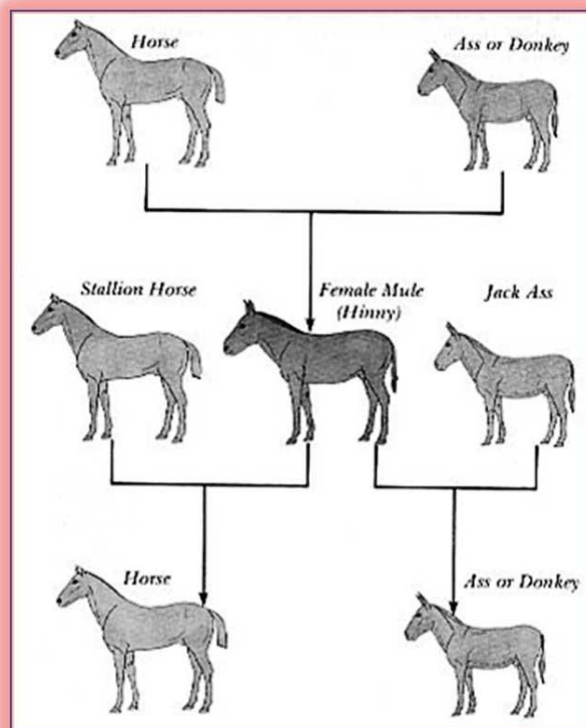 Horse
Ass or Donkey
Stallion Horse
Female Mule
(Hinny)
Jack Ass
Horse
Ass or Donkey